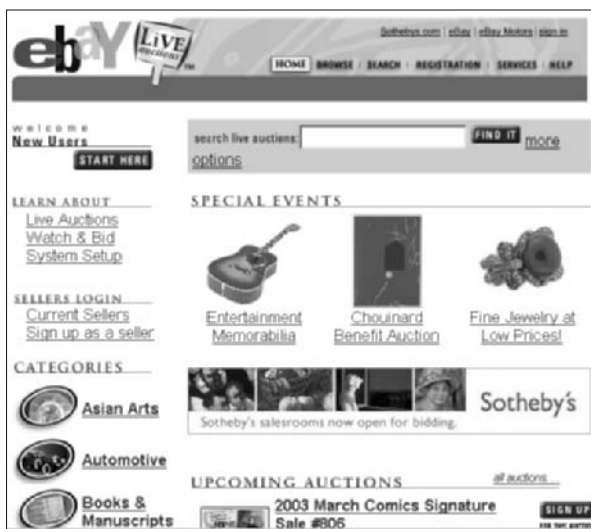 ebaY LiVE auctions ™
Sothebys.com | eBay | eBay Motors | sign in
HOME BROWSE | SEARCH | REGISTRATION | SERVICES | HELP
welcome
New Users
START HERE
search live auctions: FIND IT more
options
LEARN ABOUT
Live Auctions
Watch & Bid
System Setup
SELLERS LOGIN
Current Sellers
Sign up as a seller
CATEGORIES
Asian Arts
Automotive
Books &
Manuscripts
SPECIAL EVENTS
Entertainment
Memorabilia
Chouinard
Benefit Auction
Fine Jewelry at
Low Prices!
Sotheby's
Sotheby's salesrooms now open for bidding.
UPCOMING AUCTIONS
all auctions...
2003 March Comics Signature
Sale #806
SIGN UP